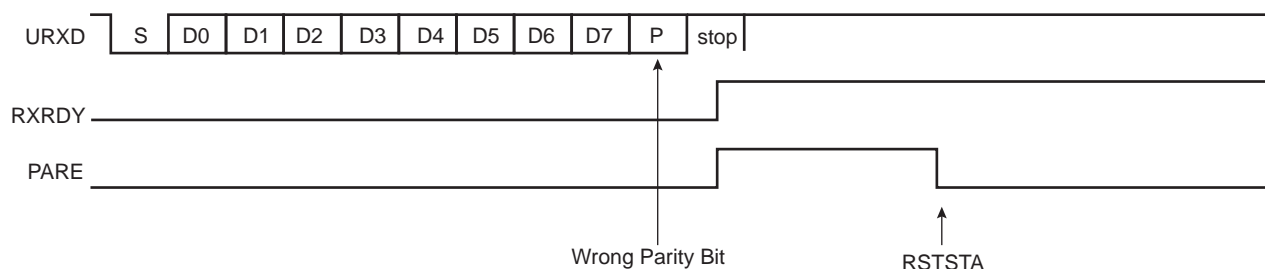 URXD S D0 D1 D2 D3 D4 D5 D6 D7 P stop
RXRDY
PARE
Wrong Parity Bit RSTSTA